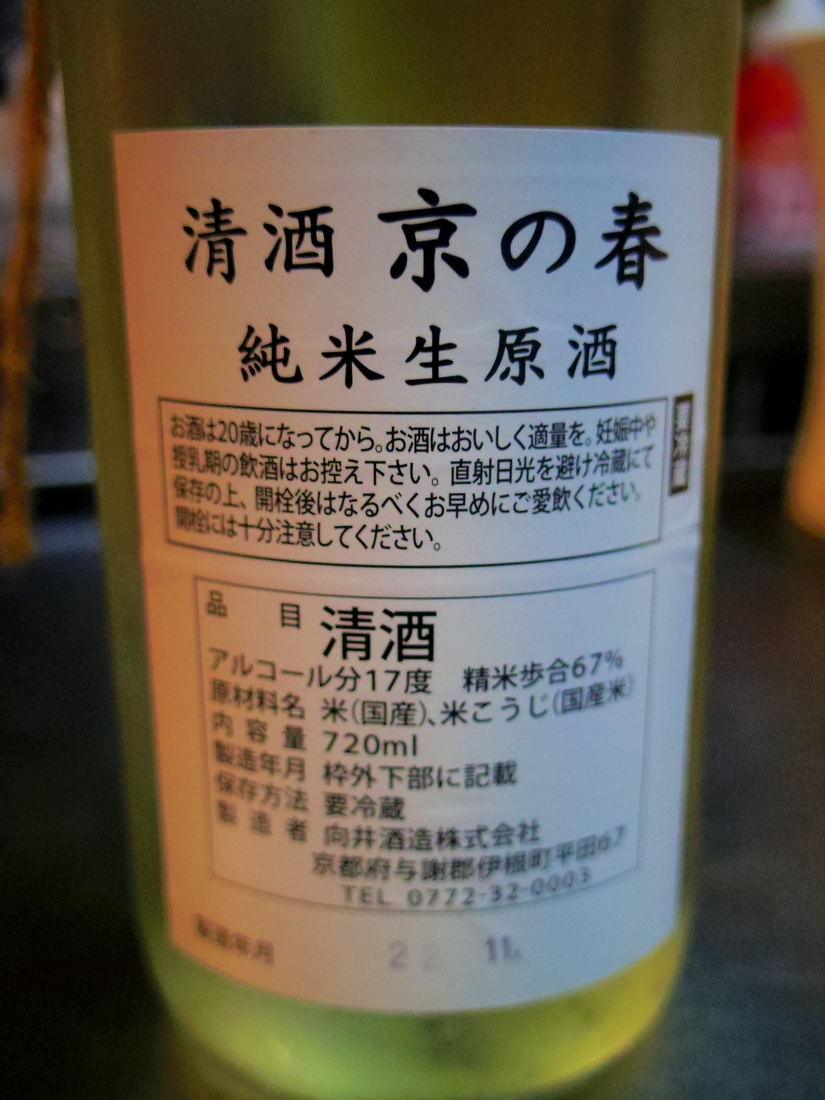 清酒 京の春
純米生原酒
お酒は20歳になってから。お酒はおいしく適量を。妊娠中や
授乳期の飲酒はお控え下さい。直射日光を避け冷蔵にて
保存の上、開栓後はなるべくお早めにご愛飲ください。
開栓には十分注意してください。
要冷蔵
品目 清酒
アルコール分17度 精米歩合67%
原材料名 米(国産)、米こうじ(国産米)
内容量 720ml
製造年月 枠外下部に記載
保存方法 要冷蔵
製造者 向井酒造株式会社
京都府与謝郡伊根町平田67
TEL 0772-32-0003
製造年月 22 11